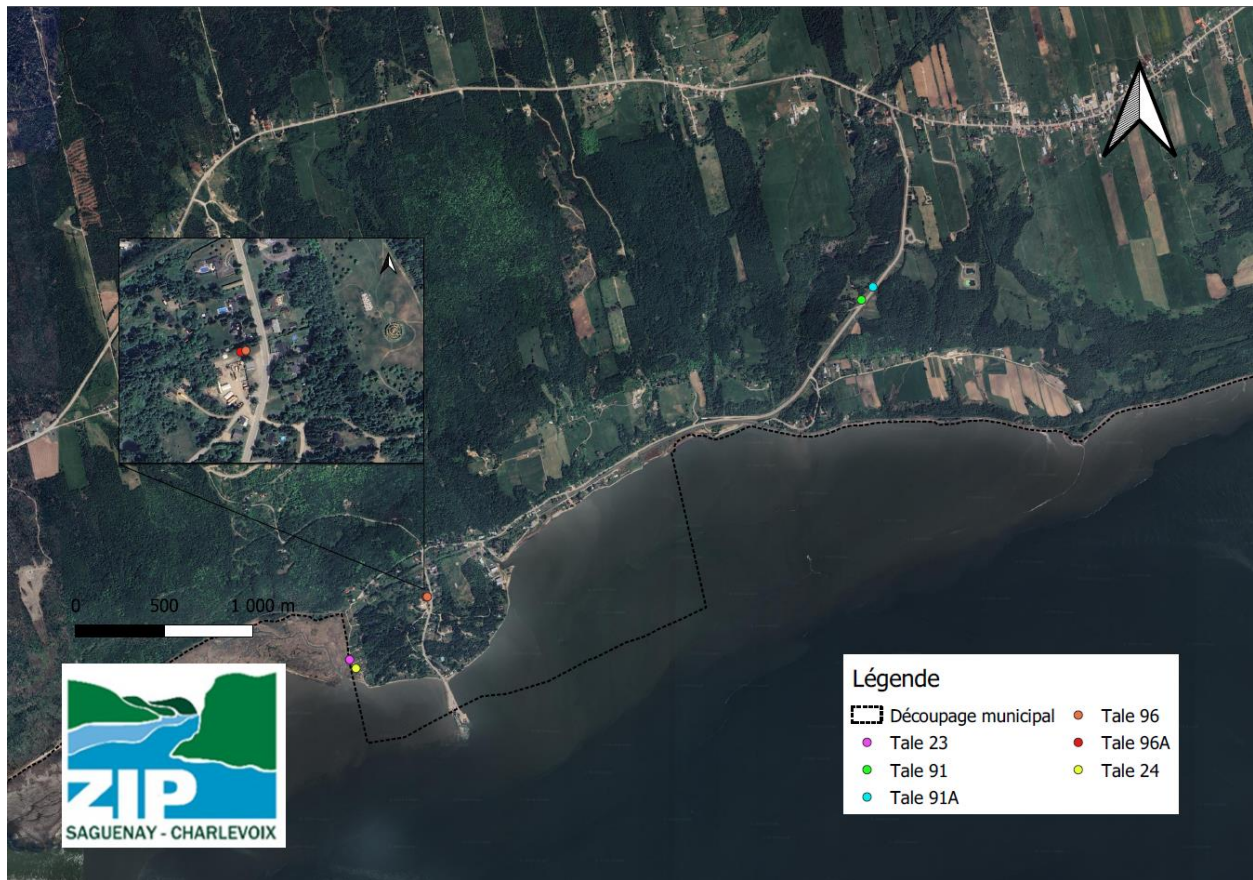 0 500 1 000 m
ZIP
SAGUENAY - CHARLEVOIX
Légende
Découpage municipal
Tale 23
Tale 91
Tale 91A
Tale 96
Tale 96A
Tale 24